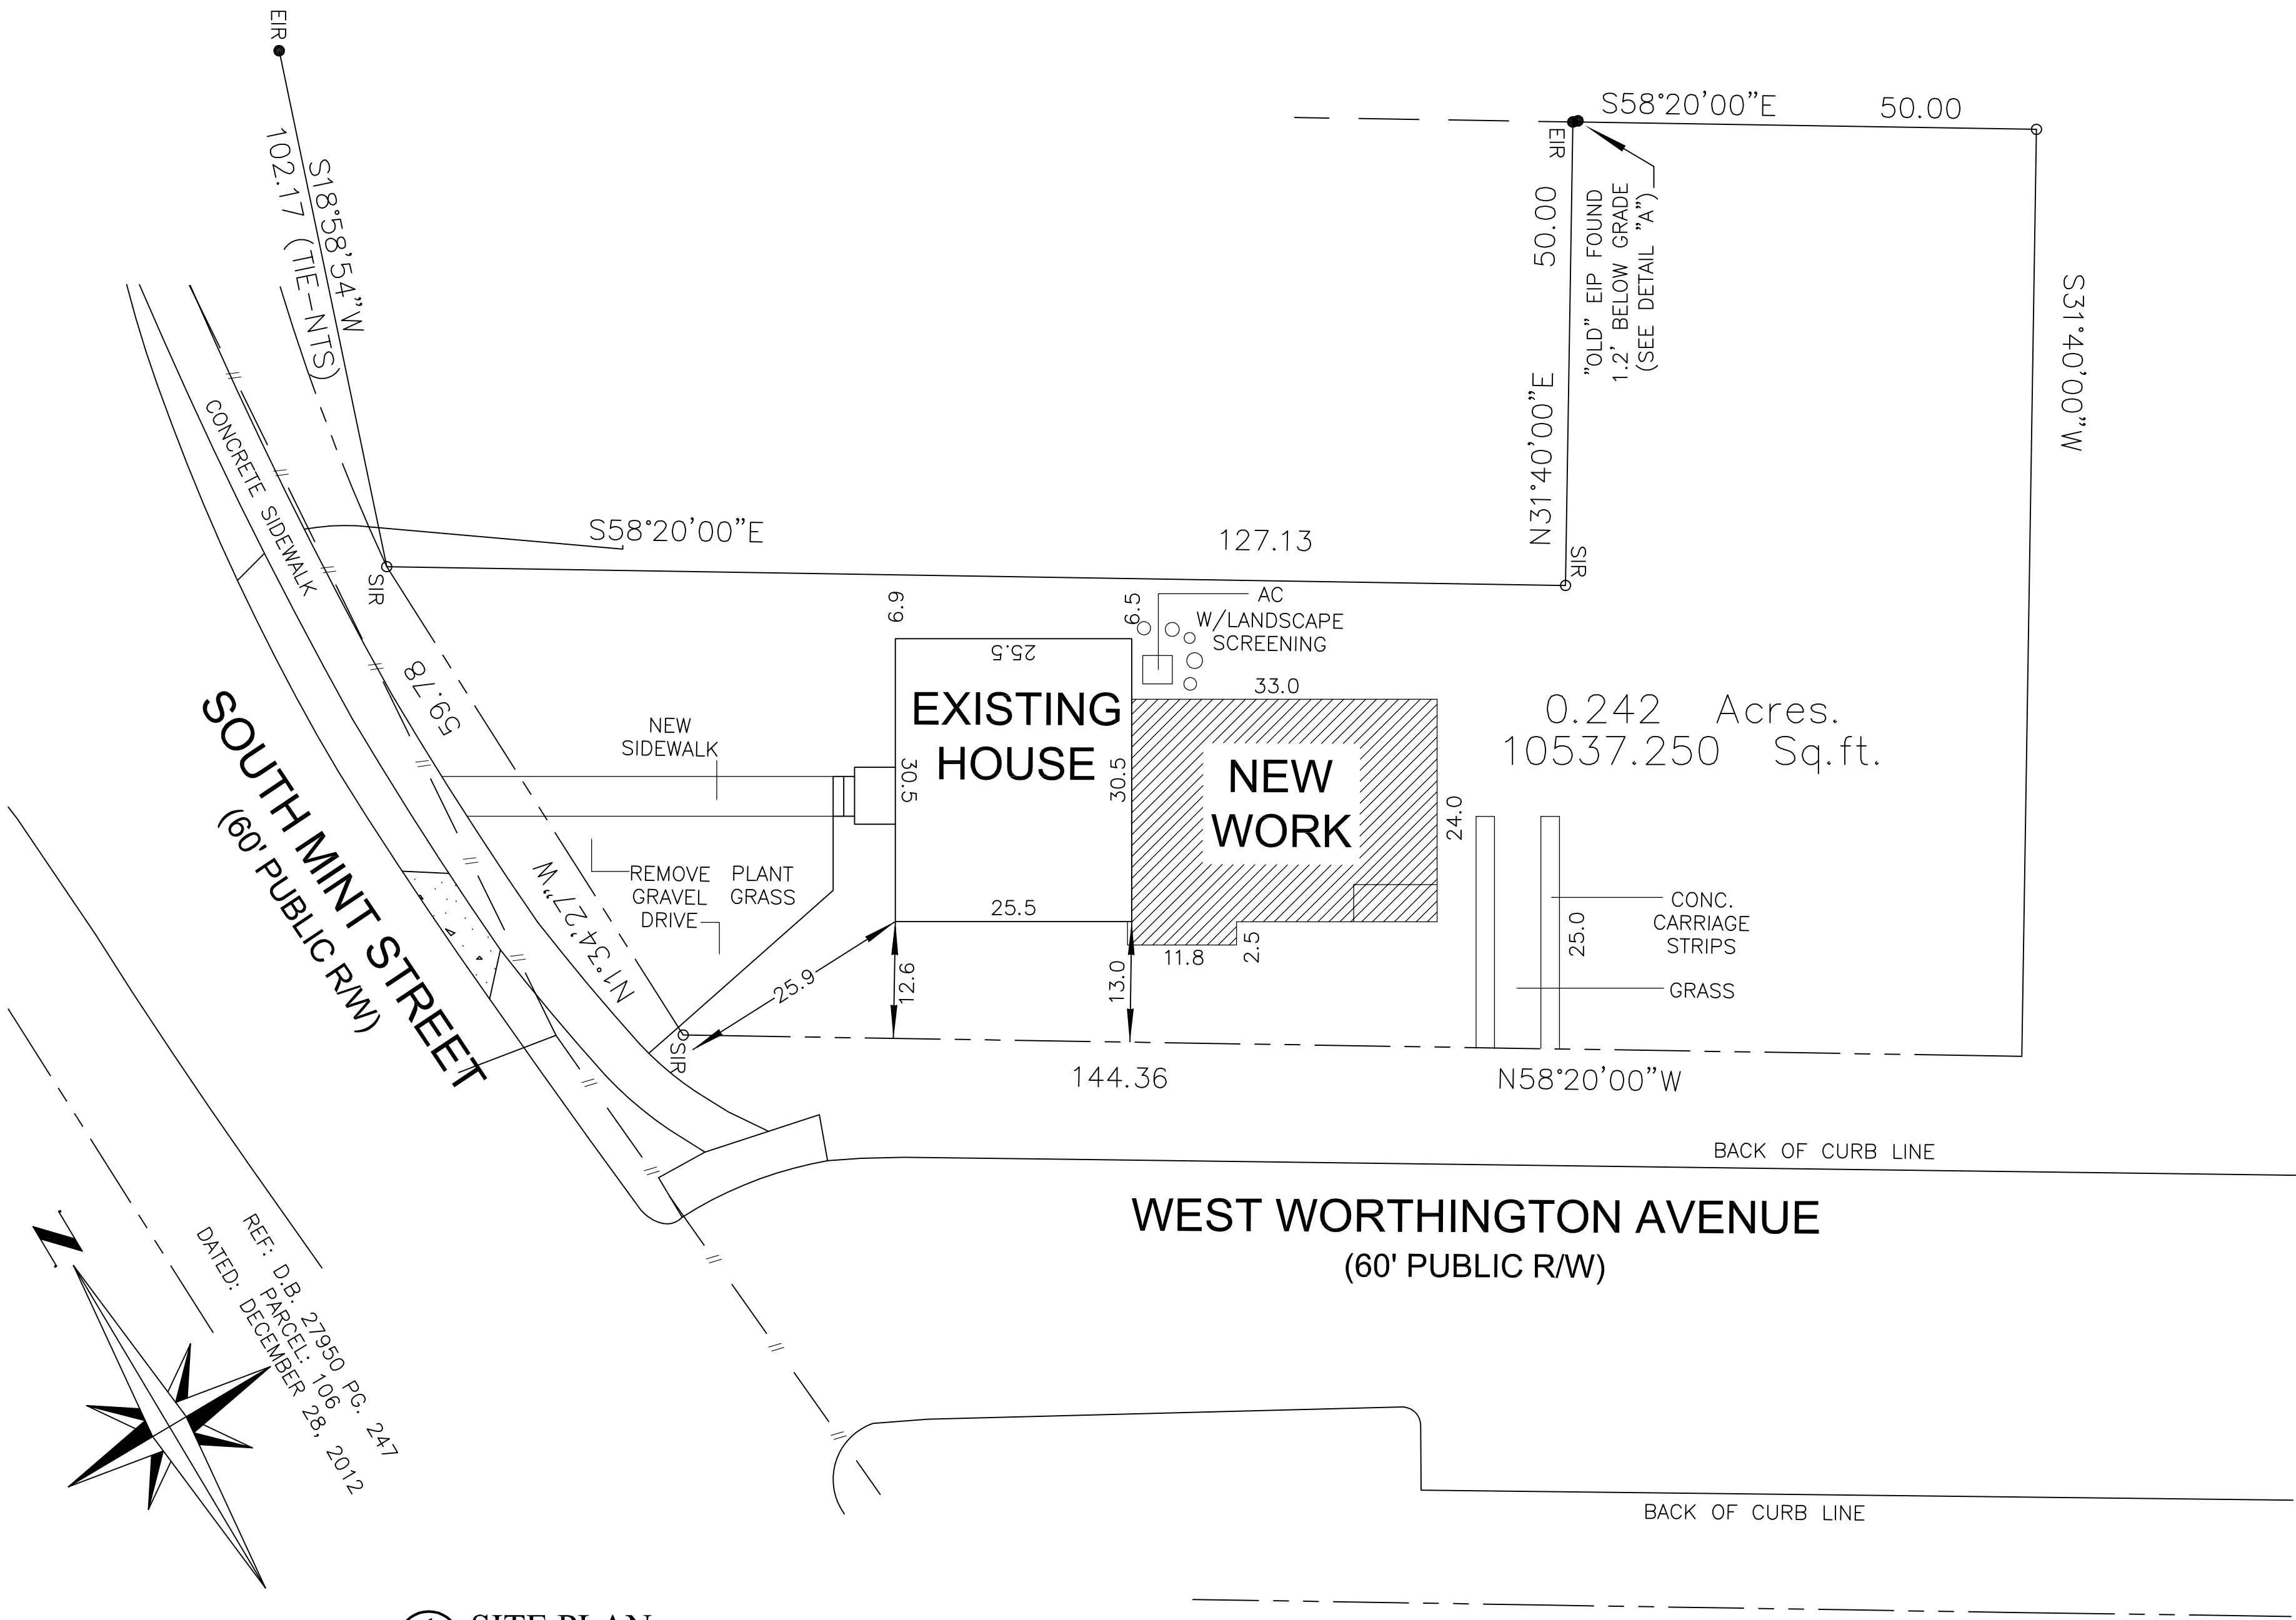 EIR
S58°20'00"E 50.00
EIR
50.00
N31°40'00"E
"OLD" EIP FOUND
1.2' BELOW GRADE
(SEE DETAIL "A")
S31°40'00"W
S18°58'54"W
102.17 (TIE-NTS)
CONCRETE SIDEWALK
S58°20'00"E
127.13
SIR
SIR
6.9
6.5
AC
W/LANDSCAPE
SCREENING
25.5
33.0
59.78
EXISTING
HOUSE
NEW
SIDEWALK
30.5
30.5
NEW
WORK
24.0
0.242 Acres.
10537.250 Sq.ft.
SOUTH MINT STREET
(60' PUBLIC R/W)
N1°34'27"W
REMOVE
GRAVEL
DRIVE
PLANT
GRASS
25.5
25.9
12.6
13.0
11.8
2.5
25.0
CONC.
CARRIAGE
STRIPS
GRASS
SIR
144.36
N58°20'00"W
BACK OF CURB LINE
WEST WORTHINGTON AVENUE
(60' PUBLIC R/W)
N
REF: D.B. 27950 PG. 247
PARCEL: 106
DATED: DECEMBER 28, 2012
BACK OF CURB LINE
SITE PLAN